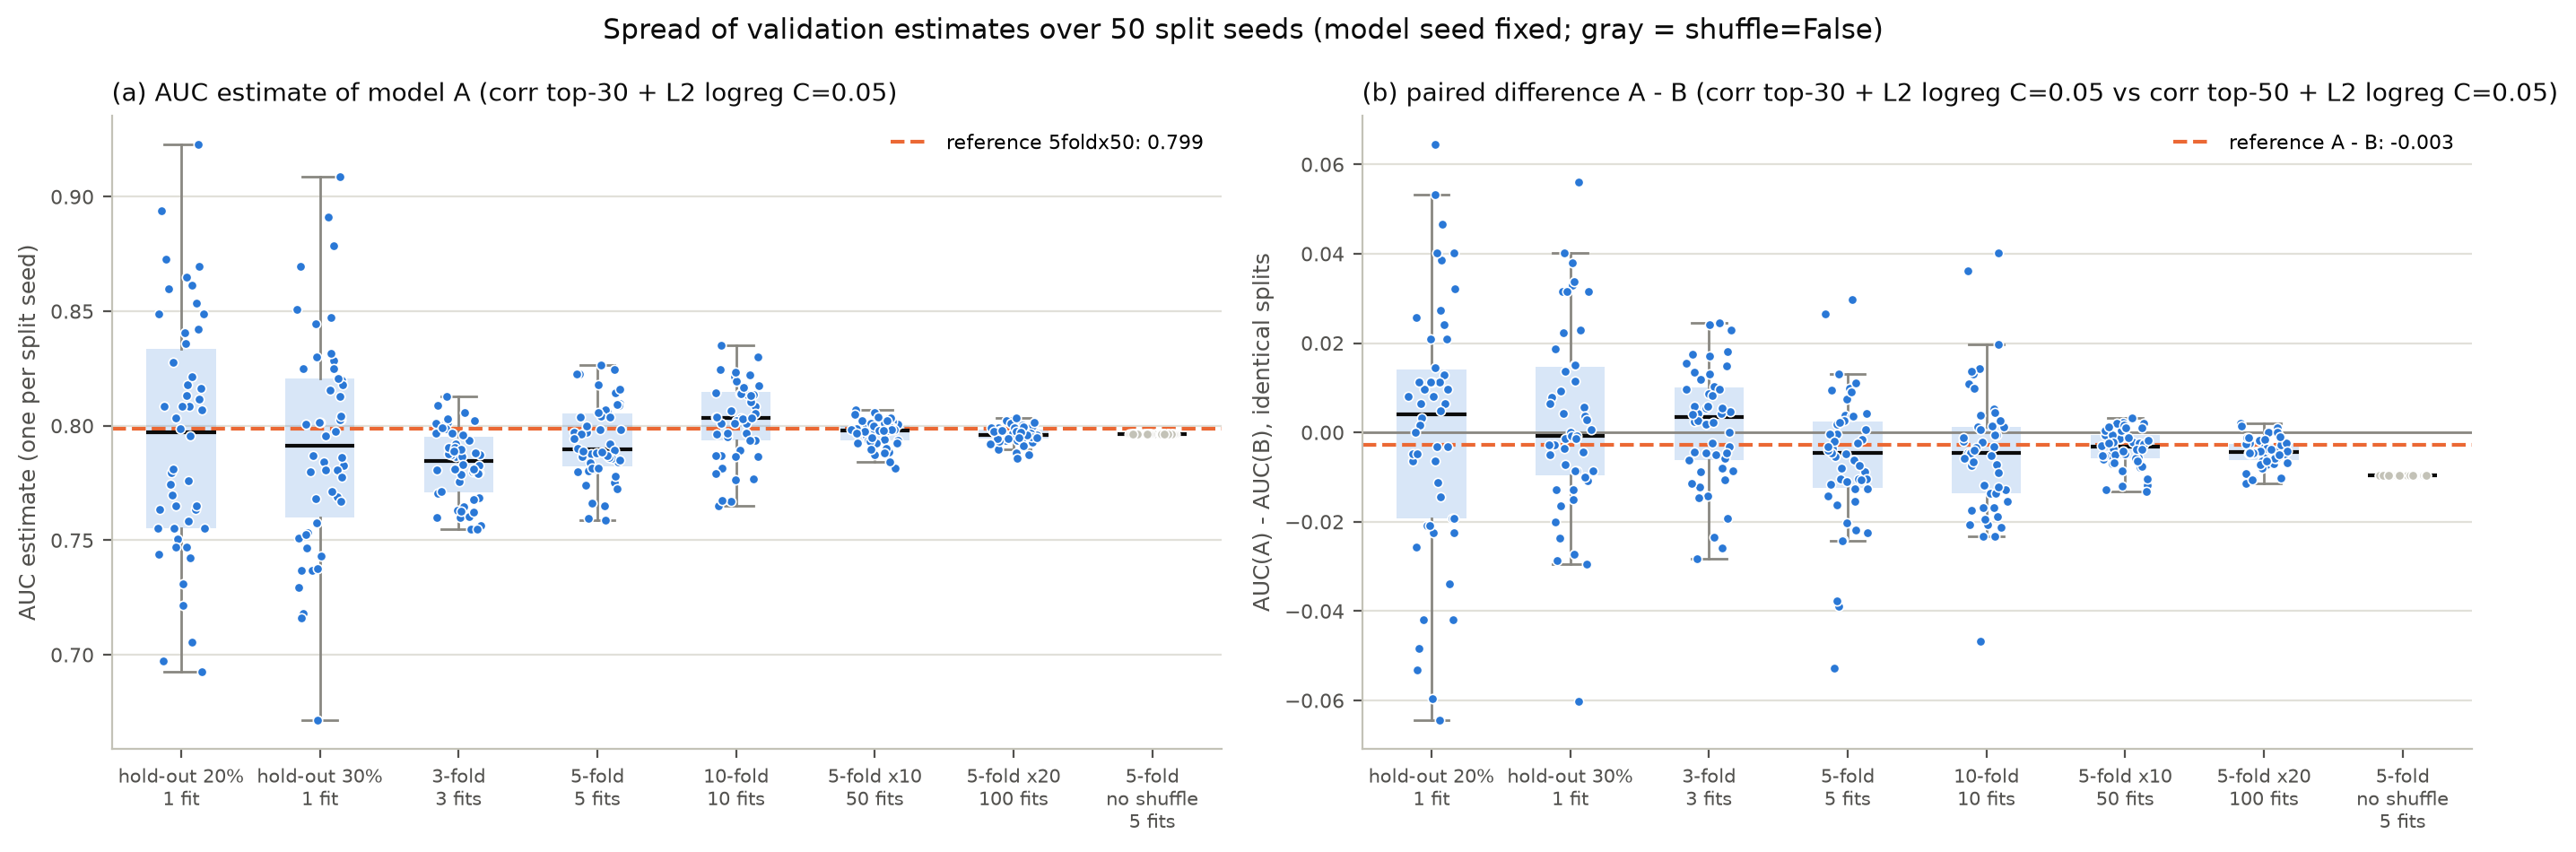 Spread of validation estimates over 50 split seeds (model seed fixed; gray = shuffle=False)
(a) AUC estimate of model A (corr top-30 + L2 logreg C=0.05)
reference 5foldx50: 0.799
AUC estimate (one per split seed)
0.90
0.85
0.80
0.75
0.70
hold-out 20%
1 fit
hold-out 30%
1 fit
3-fold
3 fits
5-fold
5 fits
10-fold
10 fits
5-fold x10
50 fits
5-fold x20
100 fits
5-fold
no shuffle
5 fits
(b) paired difference A - B (corr top-30 + L2 logreg C=0.05 vs corr top-50 + L2 logreg C=0.05)
reference A - B: -0.003
AUC(A) - AUC(B), identical splits
0.06
0.04
0.02
0.00
−0.02
−0.04
−0.06
hold-out 20%
1 fit
hold-out 30%
1 fit
3-fold
3 fits
5-fold
5 fits
10-fold
10 fits
5-fold x10
50 fits
5-fold x20
100 fits
5-fold
no shuffle
5 fits